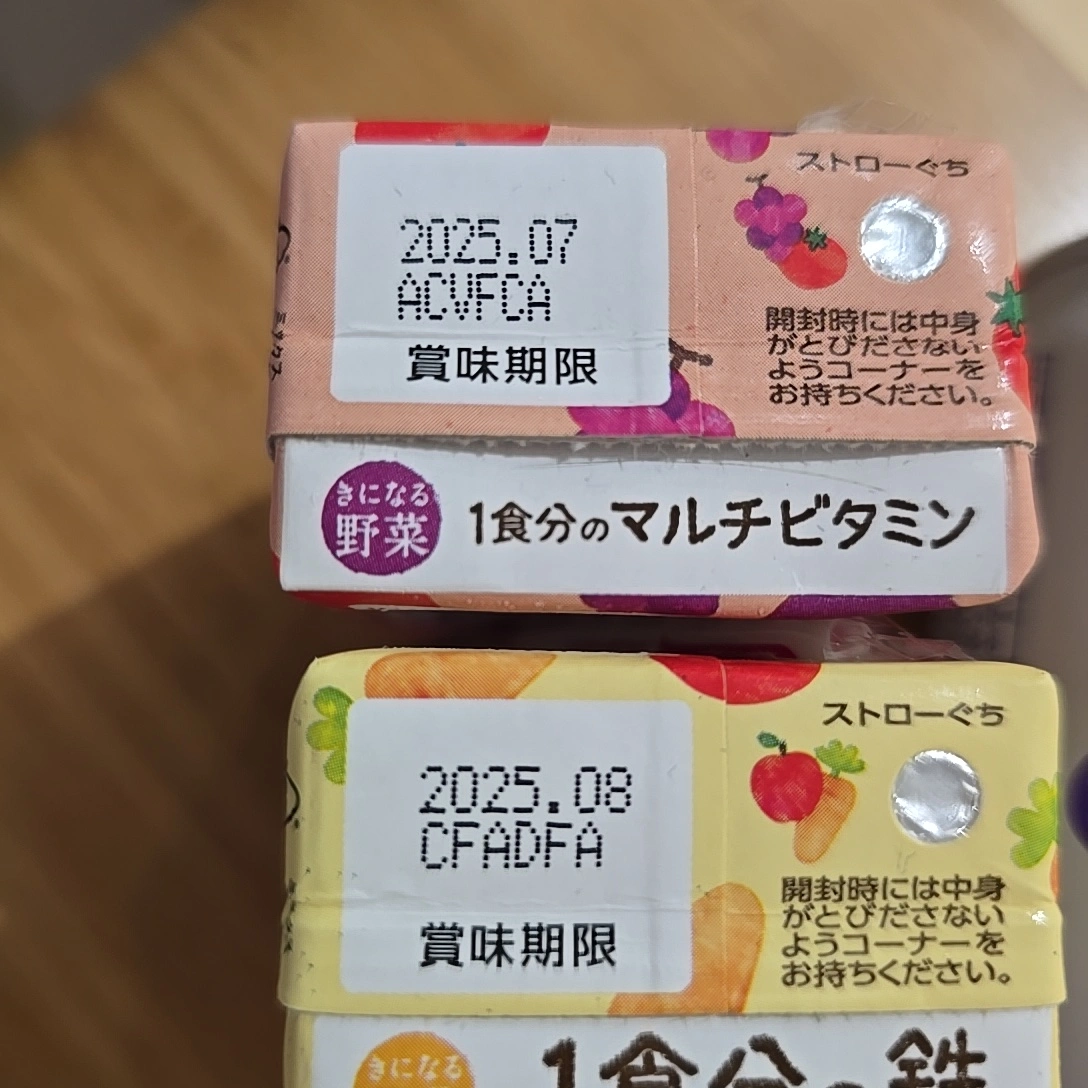 ストローぐち
2025.07
ACVFCA
賞味期限
開封時には中身
がとびださない
ようコーナーを
お持ちください。
ミックス
きになる
野菜
1食分のマルチビタミン
ストローぐち
2025.08
CFADFA
賞味期限
開封時には中身
がとびださない
ようコーナーを
お持ちください。
きになる
1食分の鉄